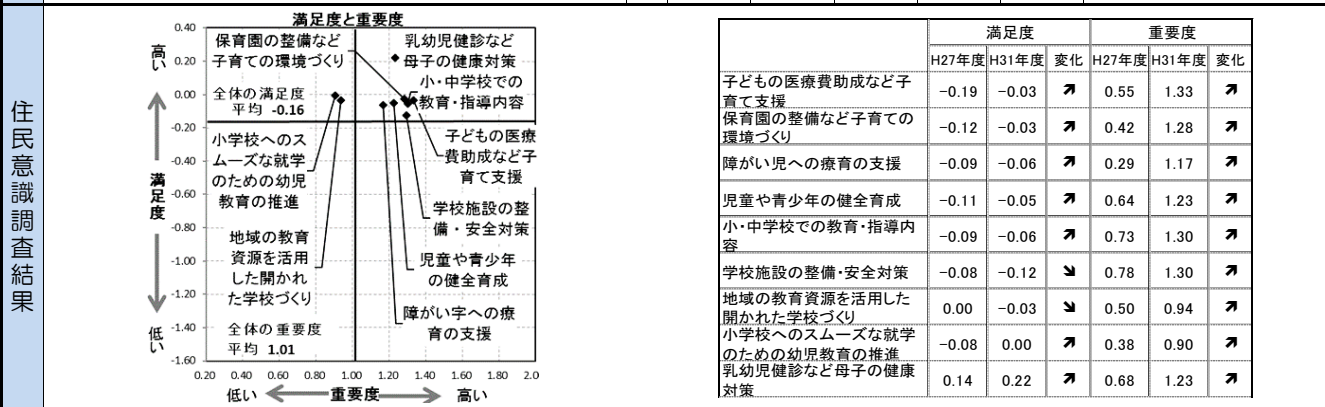 住民意識調査結果
満足度と重要度
高い
満足度
低い
0.40
0.20
0.00
-0.20
-0.40
-0.60
-0.80
-1.00
-1.20
-1.40
-1.60
保育園の整備など
子育ての環境づくり
乳幼児健診など
母子の健康対策
小・中学校での
教育・指導内容
全体の満足度
平均 -0.16
小学校へのス
ムーズな就学
のための幼児
教育の推進
子どもの医療
費助成など子
育て支援
学校施設の整
備・安全対策
地域の教育
資源を活用
した開かれ
た学校づくり
児童や青少年
の健全育成
障がい字への療
育の支援
全体の重要度
平均 1.01
0.20 0.40 0.60 0.80 1.00 1.20 1.40 1.60 1.80 2.0
低い 重要度 高い
満足度 重要度
H27年度 H31年度 変化 H27年度 H31年度 変化
子どもの医療費助成など子
育て支援 −0.19 −0.03 ↗ 0.55 1.33 ↗
保育園の整備など子育ての
環境づくり −0.12 −0.03 ↗ 0.42 1.28 ↗
障がい児への療育の支援 −0.09 −0.06 ↗ 0.29 1.17 ↗
児童や青少年の健全育成 −0.11 −0.05 ↗ 0.64 1.23 ↗
小・中学校での教育・指導内
容 −0.09 −0.06 ↗ 0.73 1.30 ↗
学校施設の整備・安全対策 −0.08 −0.12 ↘ 0.78 1.30 ↗
地域の教育資源を活用した
開かれた学校づくり 0.00 −0.03 ↘ 0.50 0.94 ↗
小学校へのスムーズな就学
のための幼児教育の推進 −0.08 0.00 ↗ 0.38 0.90 ↗
乳幼児健診など母子の健康
対策 0.14 0.22 ↗ 0.68 1.23 ↗